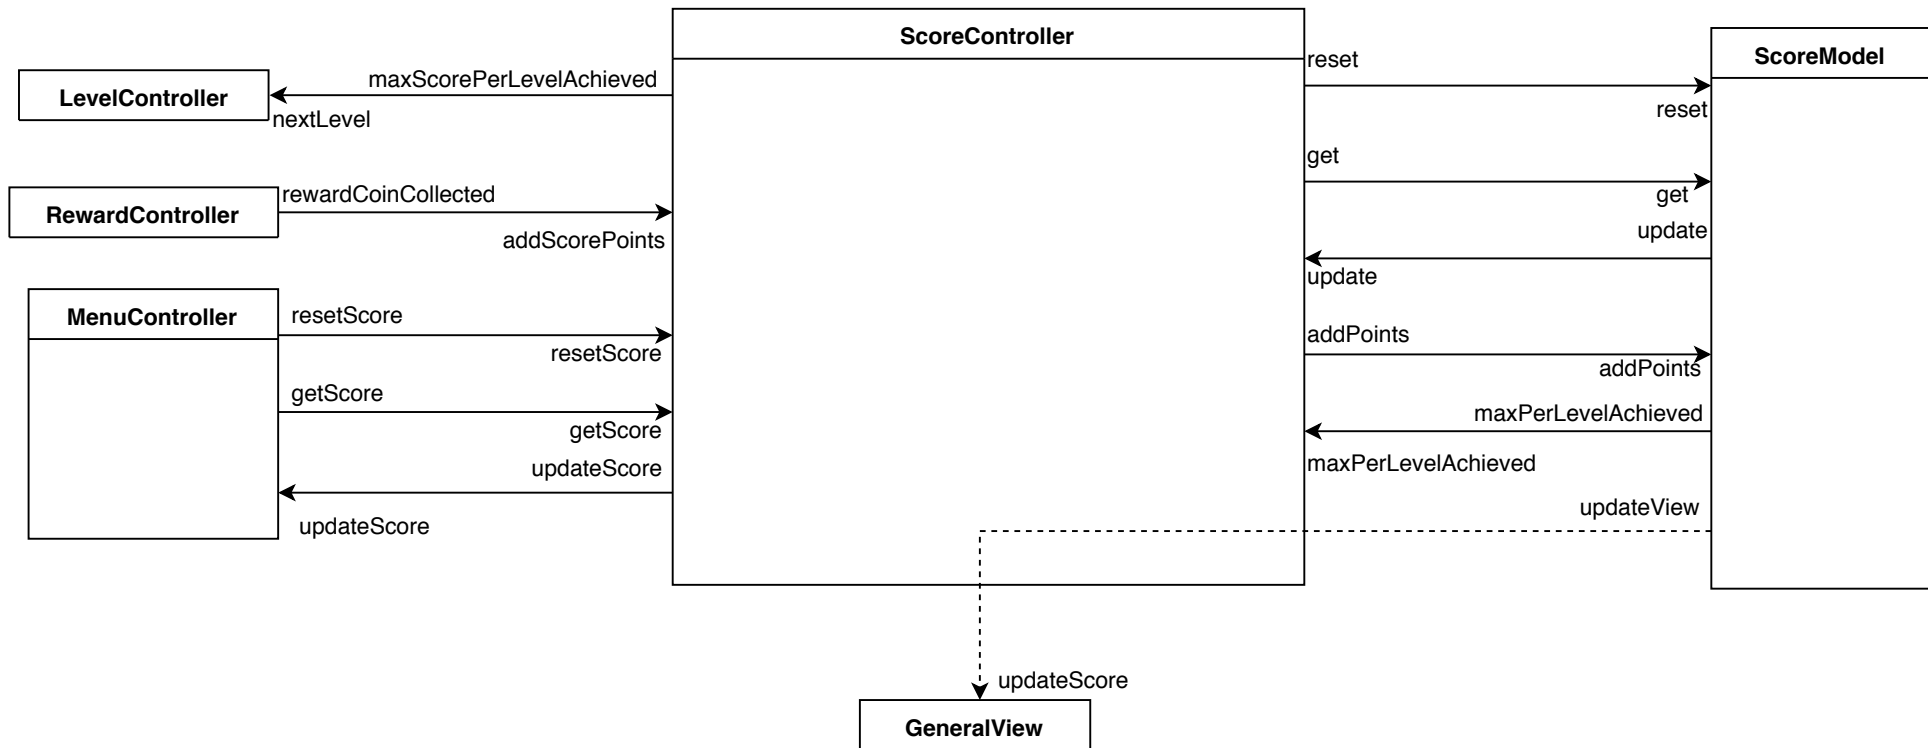 ScoreController
ScoreModel
LevelController
maxScorePerLevelAchieved
nextLevel
reset
reset
get
get
RewardController
rewardCoinCollected
addScorePoints
update
update
MenuController
resetScore
resetScore
addPoints
addPoints
getScore
getScore
maxPerLevelAchieved
maxPerLevelAchieved
updateScore
updateScore
updateView
updateScore
GeneralView